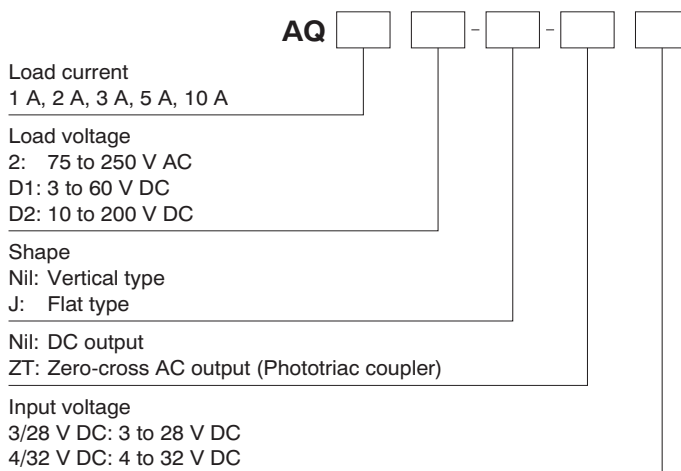 AQ - -
Load current
1 A, 2 A, 3 A, 5 A, 10 A
Load voltage
2: 75 to 250 V AC
D1: 3 to 60 V DC
D2: 10 to 200 V DC
Shape
Nil: Vertical type
J: Flat type
Nil: DC output
ZT: Zero-cross AC output (Phototriac coupler)
Input voltage
3/28 V DC: 3 to 28 V DC
4/32 V DC: 4 to 32 V DC